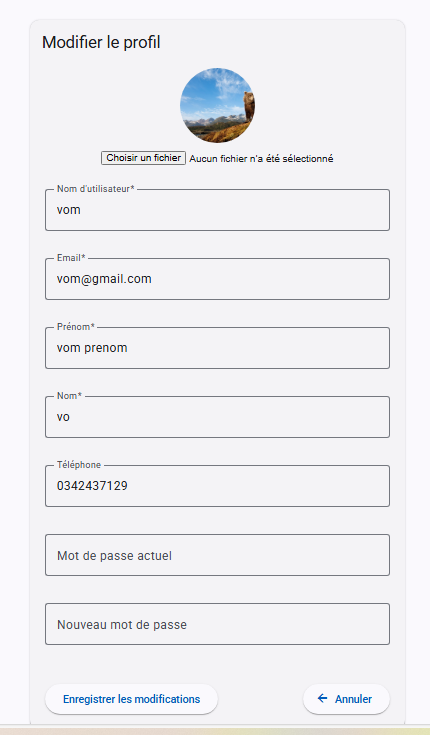 Modifier le profil
Choisir un fichier Aucun fichier n'a été sélectionné
Nom d'utilisateur*
vom
Email*
vom@gmail.com
Prénom*
vom prenom
Nom*
vo
Téléphone
0342437129
Mot de passe actuel
Nouveau mot de passe
Enregistrer les modifications
Annuler